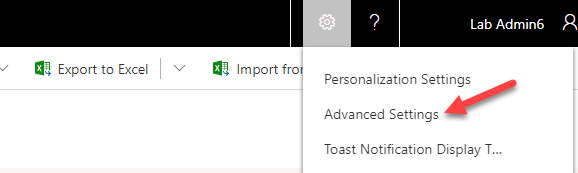 ? Lab Admin6
Export to Excel Import from
Personalization Settings
Advanced Settings
Toast Notification Display T...